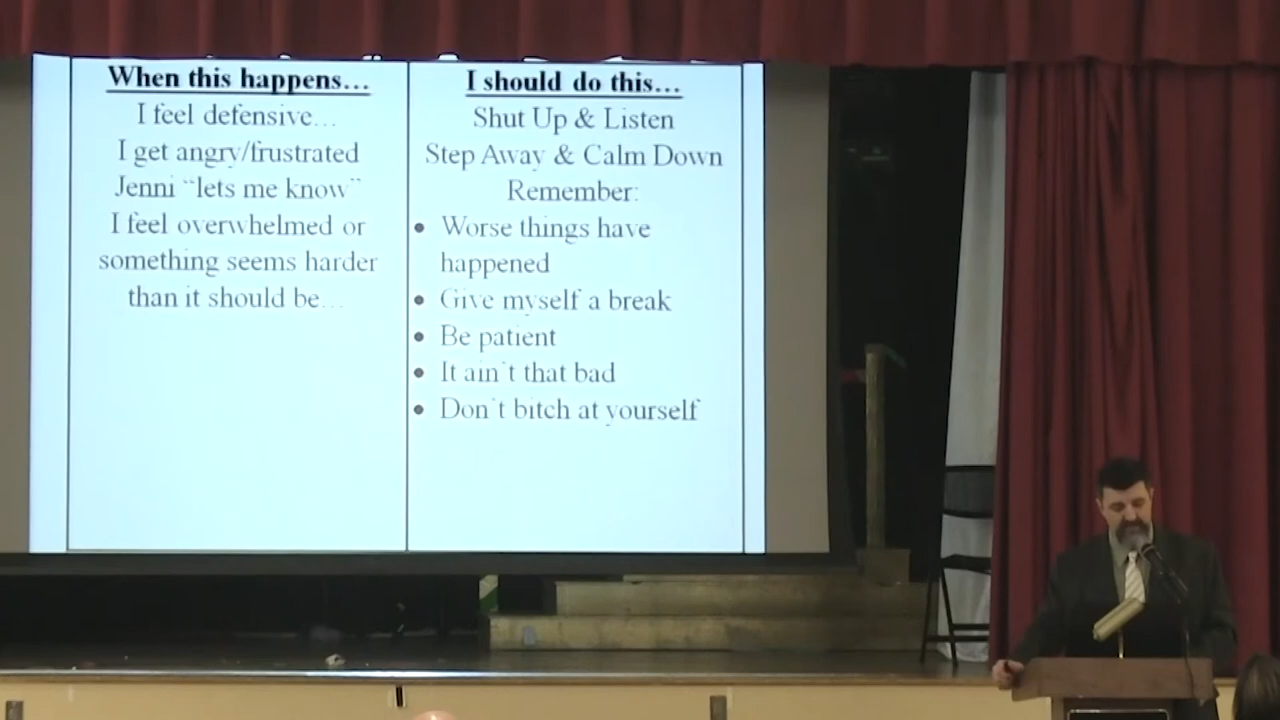 When this happens...
I feel defensive...
I get angry/frustrated
Jenni "lets me know"
I feel overwhelmed or
something seems harder
than it should be...
I should do this...
Shut Up & Listen
Step Away & Calm Down
Remember:
• Worse things have
happened
• Give myself a break
• Be patient
• It ain't that bad
• Don't bitch at yourself